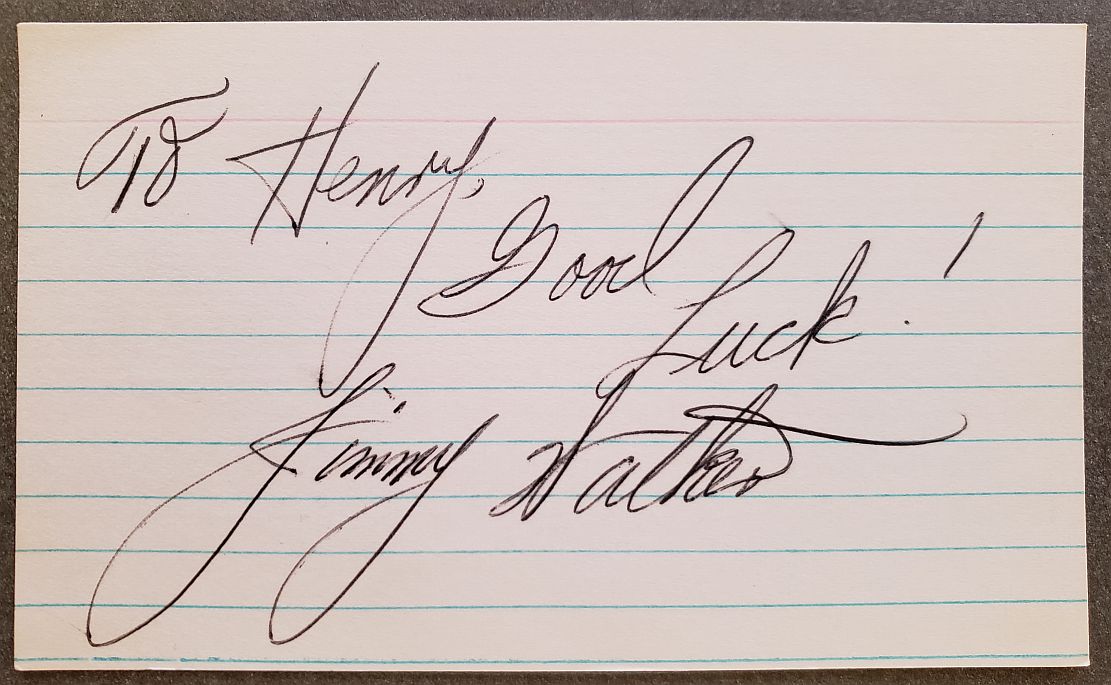 To Henry,
Good
Luck!
Jimmy Walker